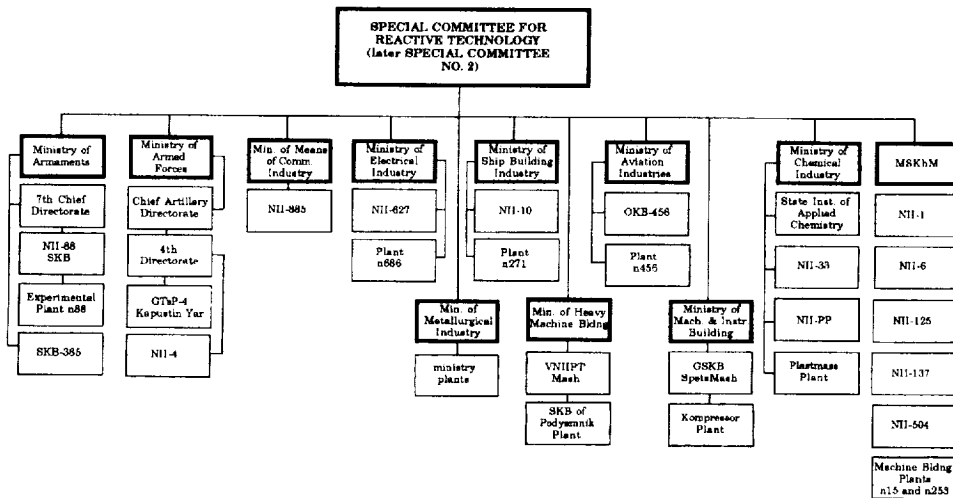 SPECIAL COMMITTEE FOR
REACTIVE TECHNOLOGY
(later SPECIAL COMMITTEE
NO. 2)
Ministry of
Armaments
7th Chief
Directorate
NII-88
SKB
Experimental
Plant n88
SKB-385
Ministry of
Armed
Forces
Chief Artillery
Directorate
4th
Directorate
GTsP-4
Kapustin Yar
NII-4
Min. of Means
of Comm.
Industry
NII-885
Ministry of
Electrical
Industry
NII-627
Plant
n686
Ministry of
Ship Building
Industry
NII-10
Plant
n271
Ministry of
Aviation
Industries
OKB-456
Plant
n456
Ministry of
Chemical
Industry
State Inst. of
Applied
Chemistry
NII-33
NII-PP
Plastmass
Plant
MSKhM
NII-1
NII-6
NII-125
NII-137
NII-504
Machine Bldng
Plants
n15 and n253
Min. of
Metallurgical
Industry
ministry
plants
Min. of Heavy
Machine Bldng
VNIIPT
Mash
SKB of
Podyemnik
Plant
Ministry of
Mach. & Instr.
Building
GSKB
SpetsMash
Kompressor
Plant